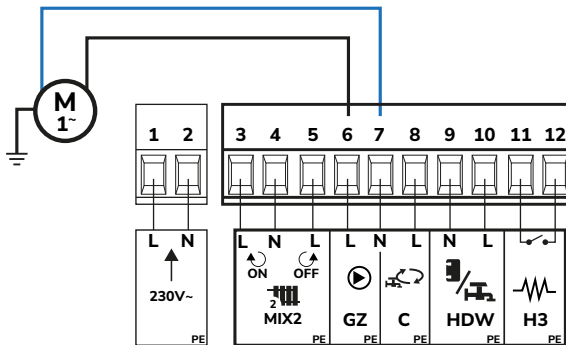 M
1~
1 2 3 4 5 6 7 8 9 10 11 12
L N L N L L N L N L
ON OFF
230V~
2
MIX2 GZ C HDW H3
PE PE PE PE PE PE